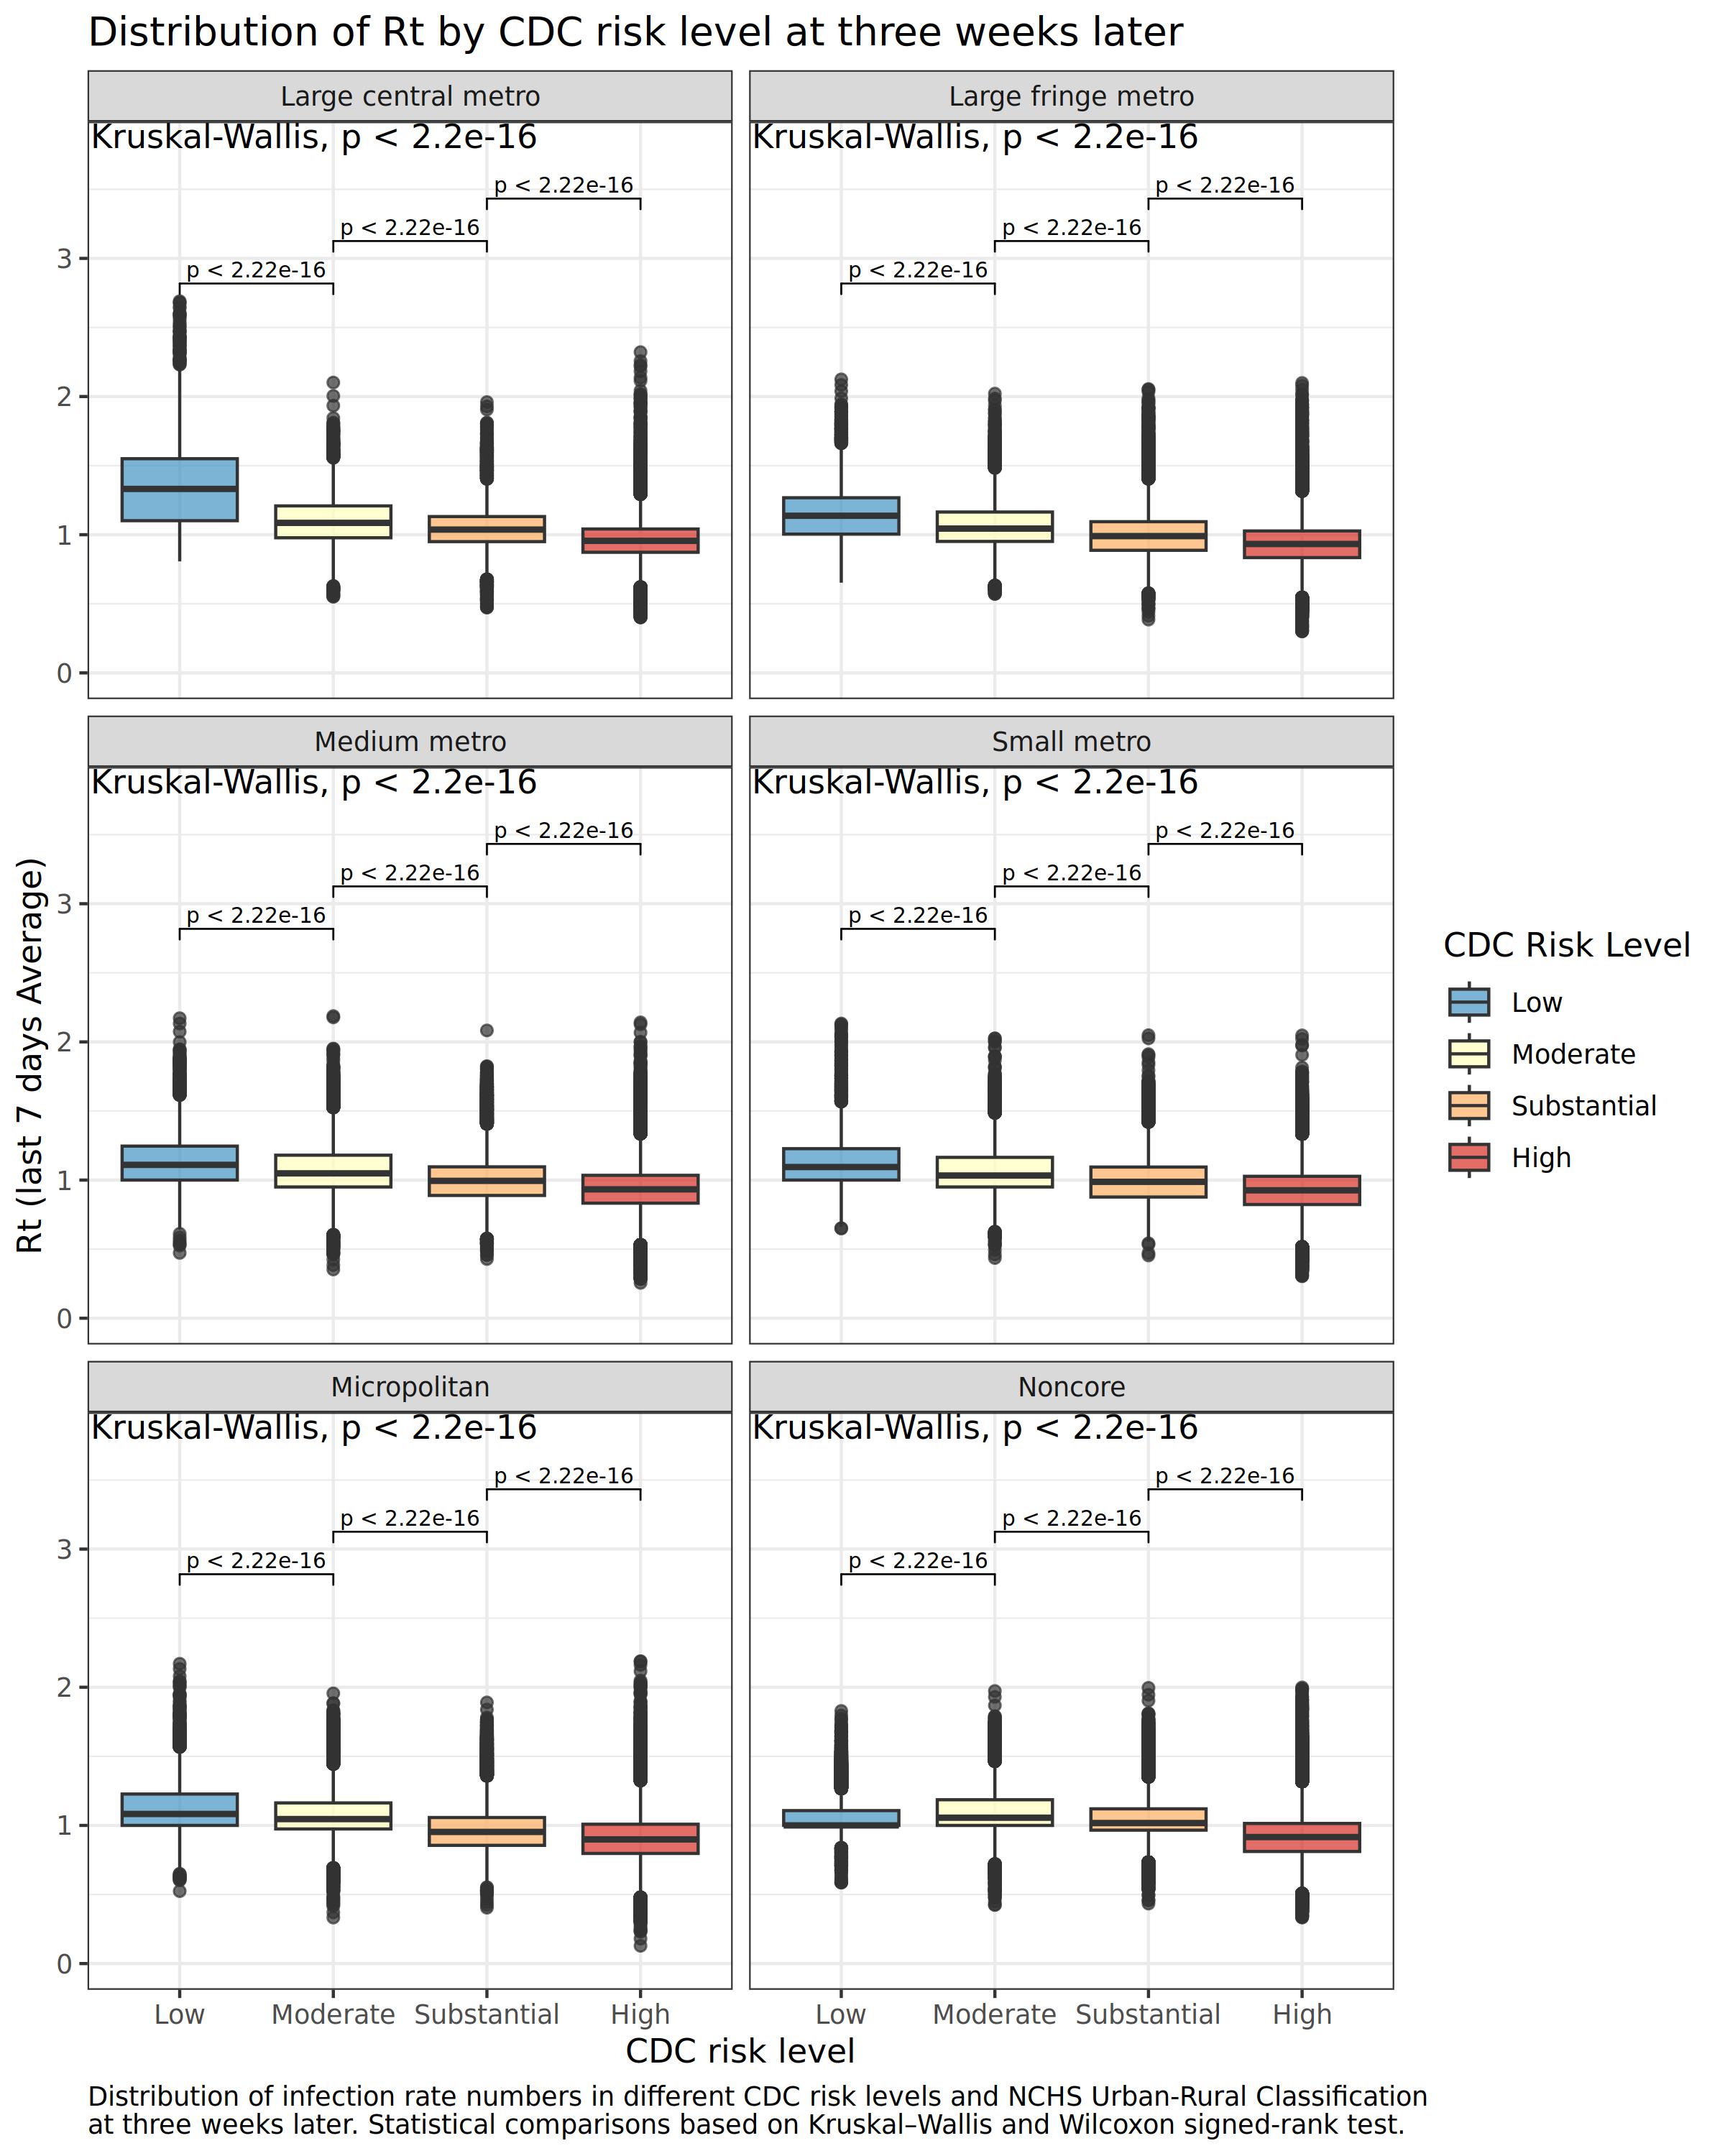 Distribution of Rt by CDC risk level at three weeks later
Large central metro
Large fringe metro
Kruskal-Wallis, p < 2.2e-16
Kruskal-Wallis, p < 2.2e-16
p < 2.22e-16
p < 2.22e-16
p < 2.22e-16
p < 2.22e-16
p < 2.22e-16
p < 2.22e-16
3
2
1
0
Medium metro
Small metro
Kruskal-Wallis, p < 2.2e-16
Kruskal-Wallis, p < 2.2e-16
p < 2.22e-16
p < 2.22e-16
p < 2.22e-16
p < 2.22e-16
p < 2.22e-16
p < 2.22e-16
3
2
1
0
Rt (last 7 days Average)
Micropolitan
Noncore
Kruskal-Wallis, p < 2.2e-16
Kruskal-Wallis, p < 2.2e-16
p < 2.22e-16
p < 2.22e-16
p < 2.22e-16
p < 2.22e-16
p < 2.22e-16
p < 2.22e-16
3
2
1
0
Low Moderate Substantial High
Low Moderate Substantial High
CDC risk level
CDC Risk Level
Low
Moderate
Substantial
High
Distribution of infection rate numbers in different CDC risk levels and NCHS Urban-Rural Classification
at three weeks later. Statistical comparisons based on Kruskal–Wallis and Wilcoxon signed-rank test.